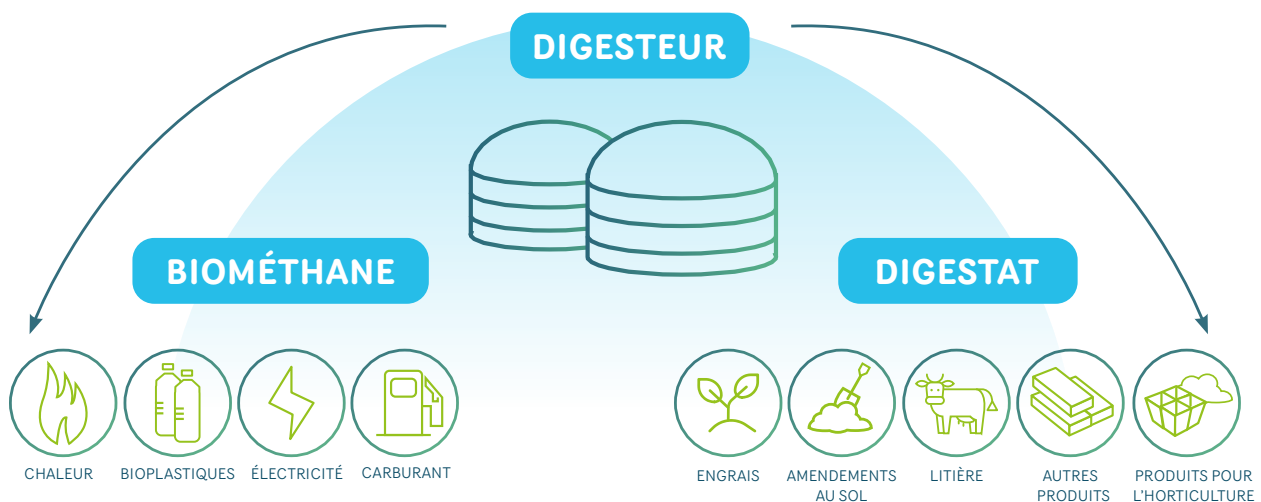 DIGESTEUR
BIOMÉTHANE
DIGESTAT
CHALEUR
BIOPLASTIQUES
ÉLECTRICITÉ
CARBURANT
ENGRAIS
AMENDEMENTS
AU SOL
LITIÈRE
AUTRES
PRODUITS
PRODUITS POUR
L'HORTICULTURE